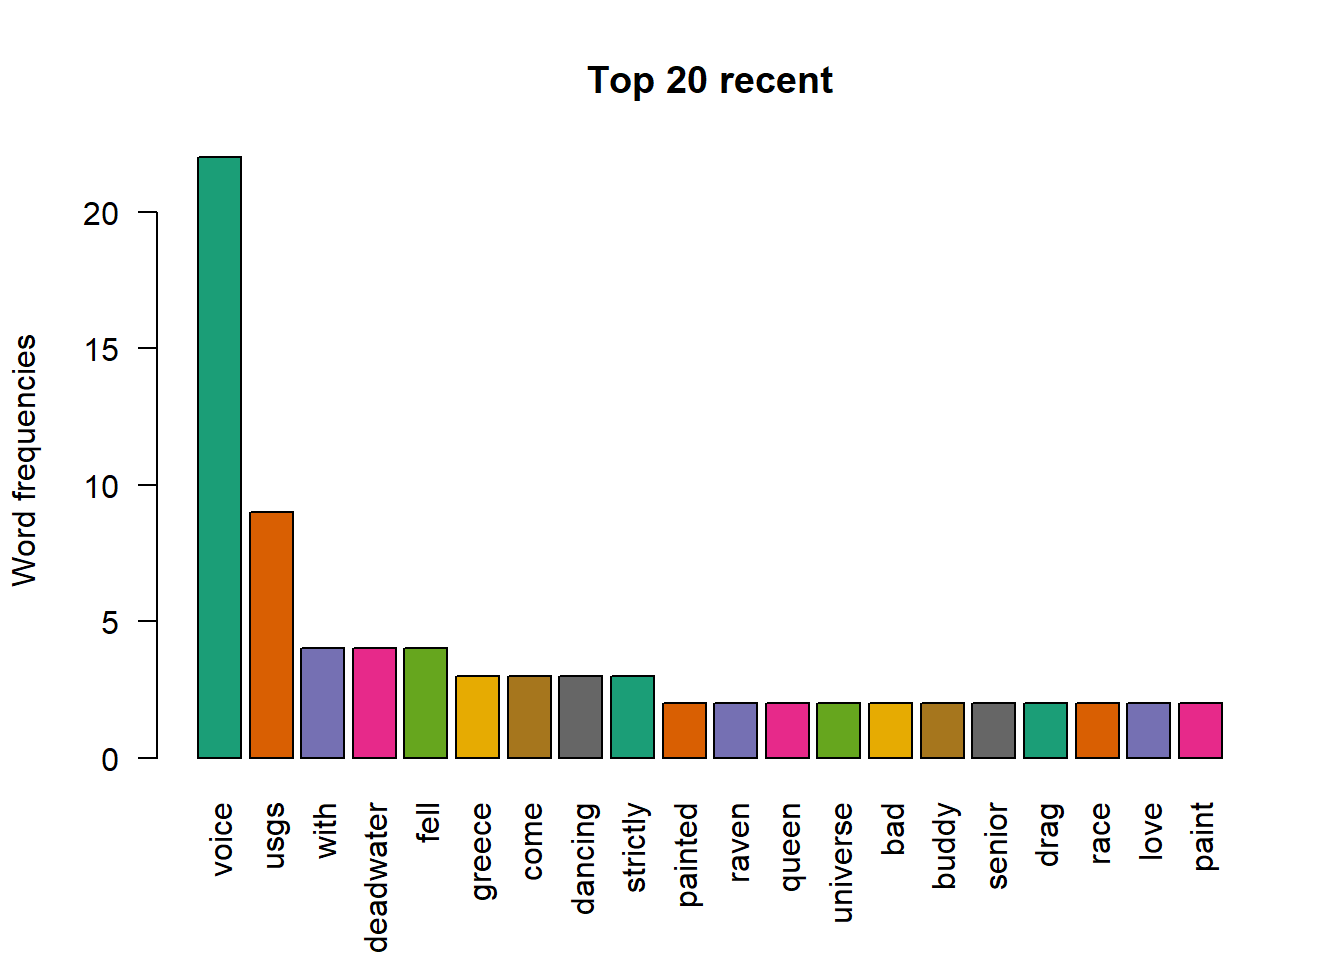 Top 20 recent
Word frequencies
20
15
10
5
0
voice
usgs
with
deadwater
fell
greece
come
dancing
strictly
painted
raven
queen
universe
bad
buddy
senior
drag
race
love
paint